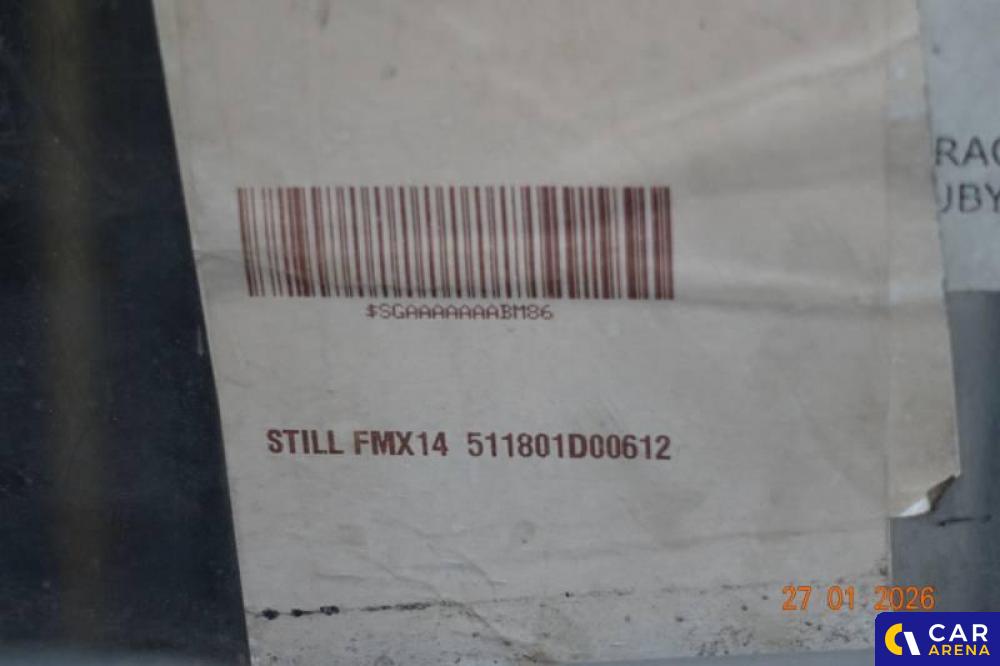 $SGAAAAAAABM86
STILL FMX14 511801D00612
27 01 2026
CAR
ARENA